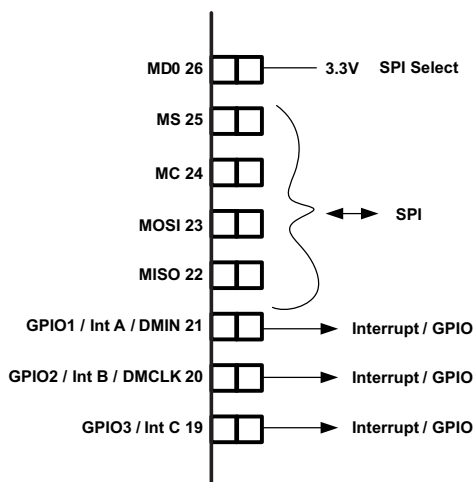 MD0 26 3.3V SPI Select
MS 25
MC 24
MOSI 23
SPI
MISO 22
GPIO1 / Int A / DMIN 21 Interrupt / GPIO
GPIO2 / Int B / DMCLK 20 Interrupt / GPIO
GPIO3 / Int C 19 Interrupt / GPIO